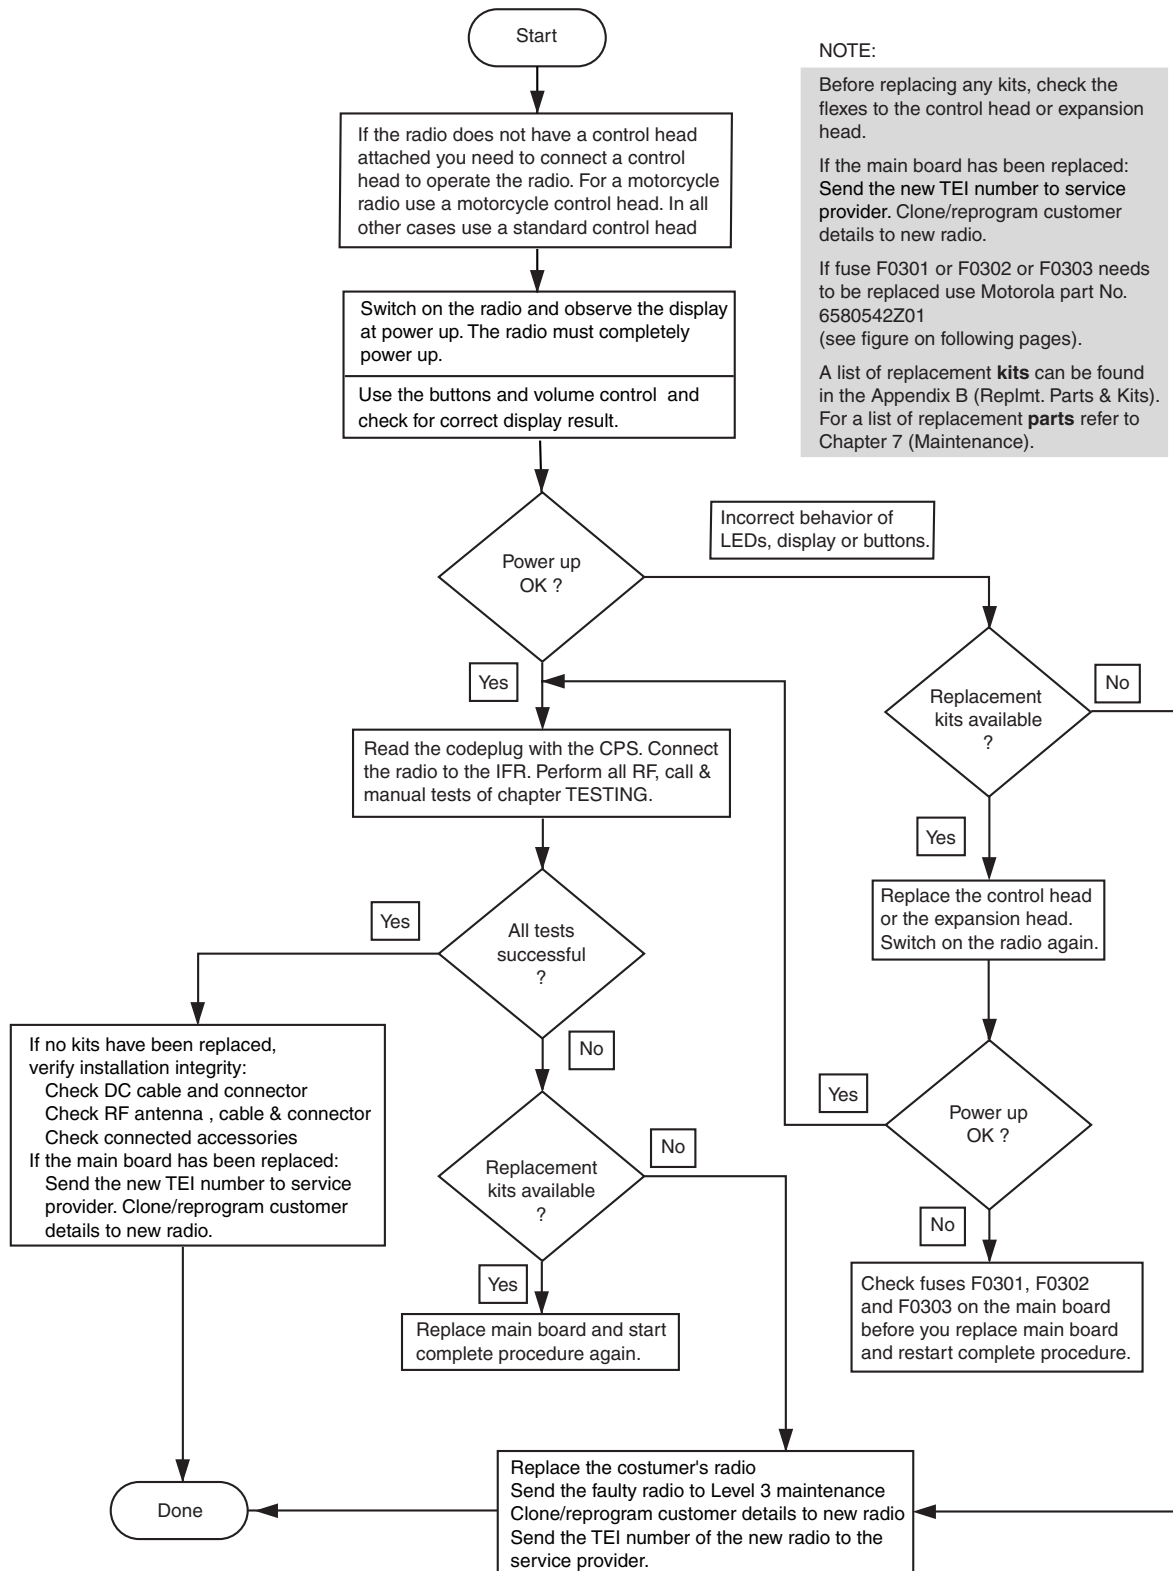 Start
NOTE:
Before replacing any kits, check the
flexes to the control head or expansion
head.
If the main board has been replaced:
Send the new TEI number to service
provider. Clone/reprogram customer
details to new radio.
If fuse F0301 or F0302 or F0303 needs
to be replaced use Motorola part No.
6580542Z01
(see figure on following pages).
A list of replacement kits can be found
in the Appendix B (Replmt. Parts & Kits).
For a list of replacement parts refer to
Chapter 7 (Maintenance).
If the radio does not have a control head
attached you need to connect a control
head to operate the radio. For a motorcycle
radio use a motorcycle control head. In all
other cases use a standard control head
Switch on the radio and observe the display
at power up. The radio must completely
power up.
Use the buttons and volume control and
check for correct display result.
Power up
OK ?
Incorrect behavior of
LEDs, display or buttons.
Yes
Replacement
kits available
?
No
Read the codeplug with the CPS. Connect
the radio to the IFR. Perform all RF, call &
manual tests of chapter TESTING.
Yes
Replace the control head
or the expansion head.
Switch on the radio again.
Yes
All tests
successful
?
No
If no kits have been replaced,
verify installation integrity:
Check DC cable and connector
Check RF antenna , cable & connector
Check connected accessories
If the main board has been replaced:
Send the new TEI number to service
provider. Clone/reprogram customer
details to new radio.
Yes
Power up
OK ?
No
Replacement
kits available
?
No
Yes
Check fuses F0301, F0302
and F0303 on the main board
before you replace main board
and restart complete procedure.
Replace main board and start
complete procedure again.
Replace the costumer's radio
Send the faulty radio to Level 3 maintenance
Clone/reprogram customer details to new radio
Send the TEI number of the new radio to the
service provider.
Done